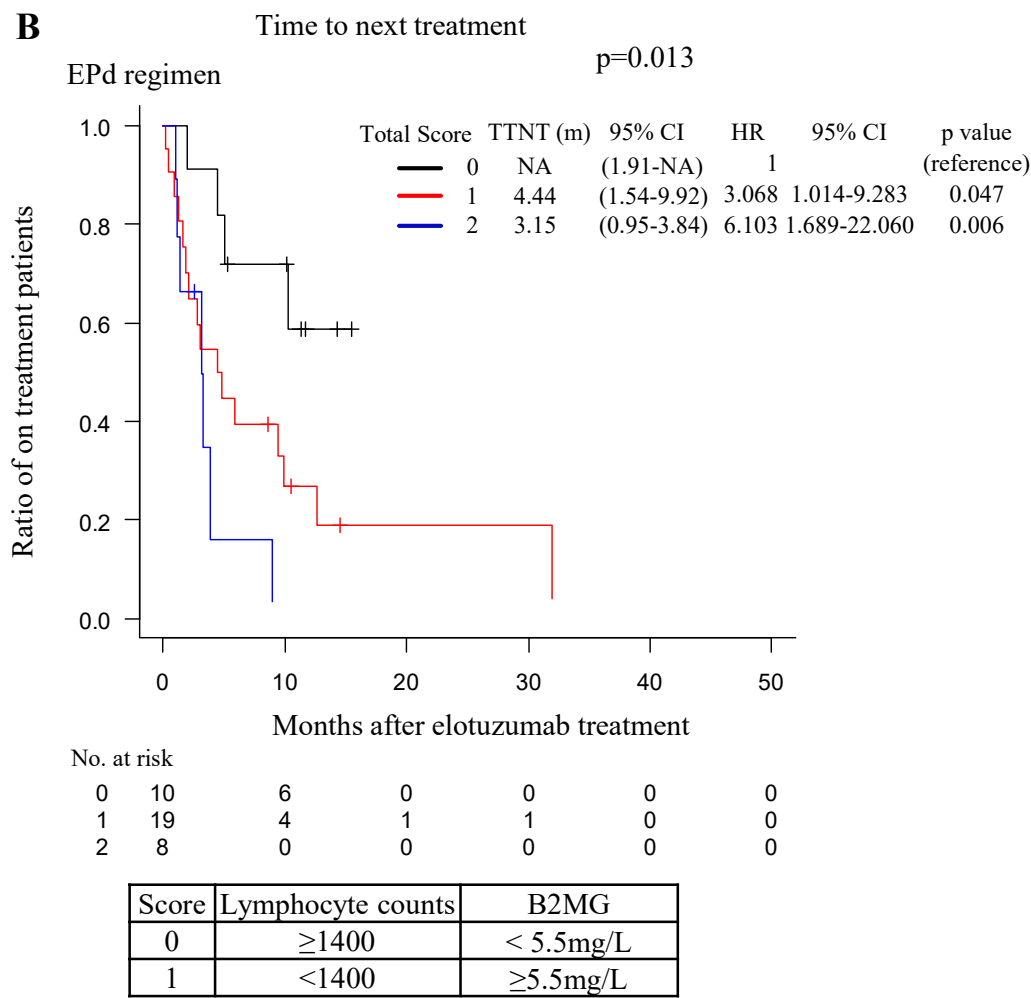 B
Time to next treatment
p=0.013
EPd regimen
Total Score TTNT (m) 95% CI HR 95% CI p value
0 NA (1.91-NA) 1 (reference)
1 4.44 (1.54-9.92) 3.068 1.014-9.283 0.047
2 3.15 (0.95-3.84) 6.103 1.689-22.060 0.006
Ratio of on treatment patients
1.0
0.8
0.6
0.4
0.2
0.0
0 10 20 30 40 50
Months after elotuzumab treatment
No. at risk
0 10 6 0 0 0 0
1 19 4 1 1 0 0
2 8 0 0 0 0 0
Score Lymphocyte counts B2MG
0 ≥1400 < 5.5mg/L
1 <1400 ≥5.5mg/L